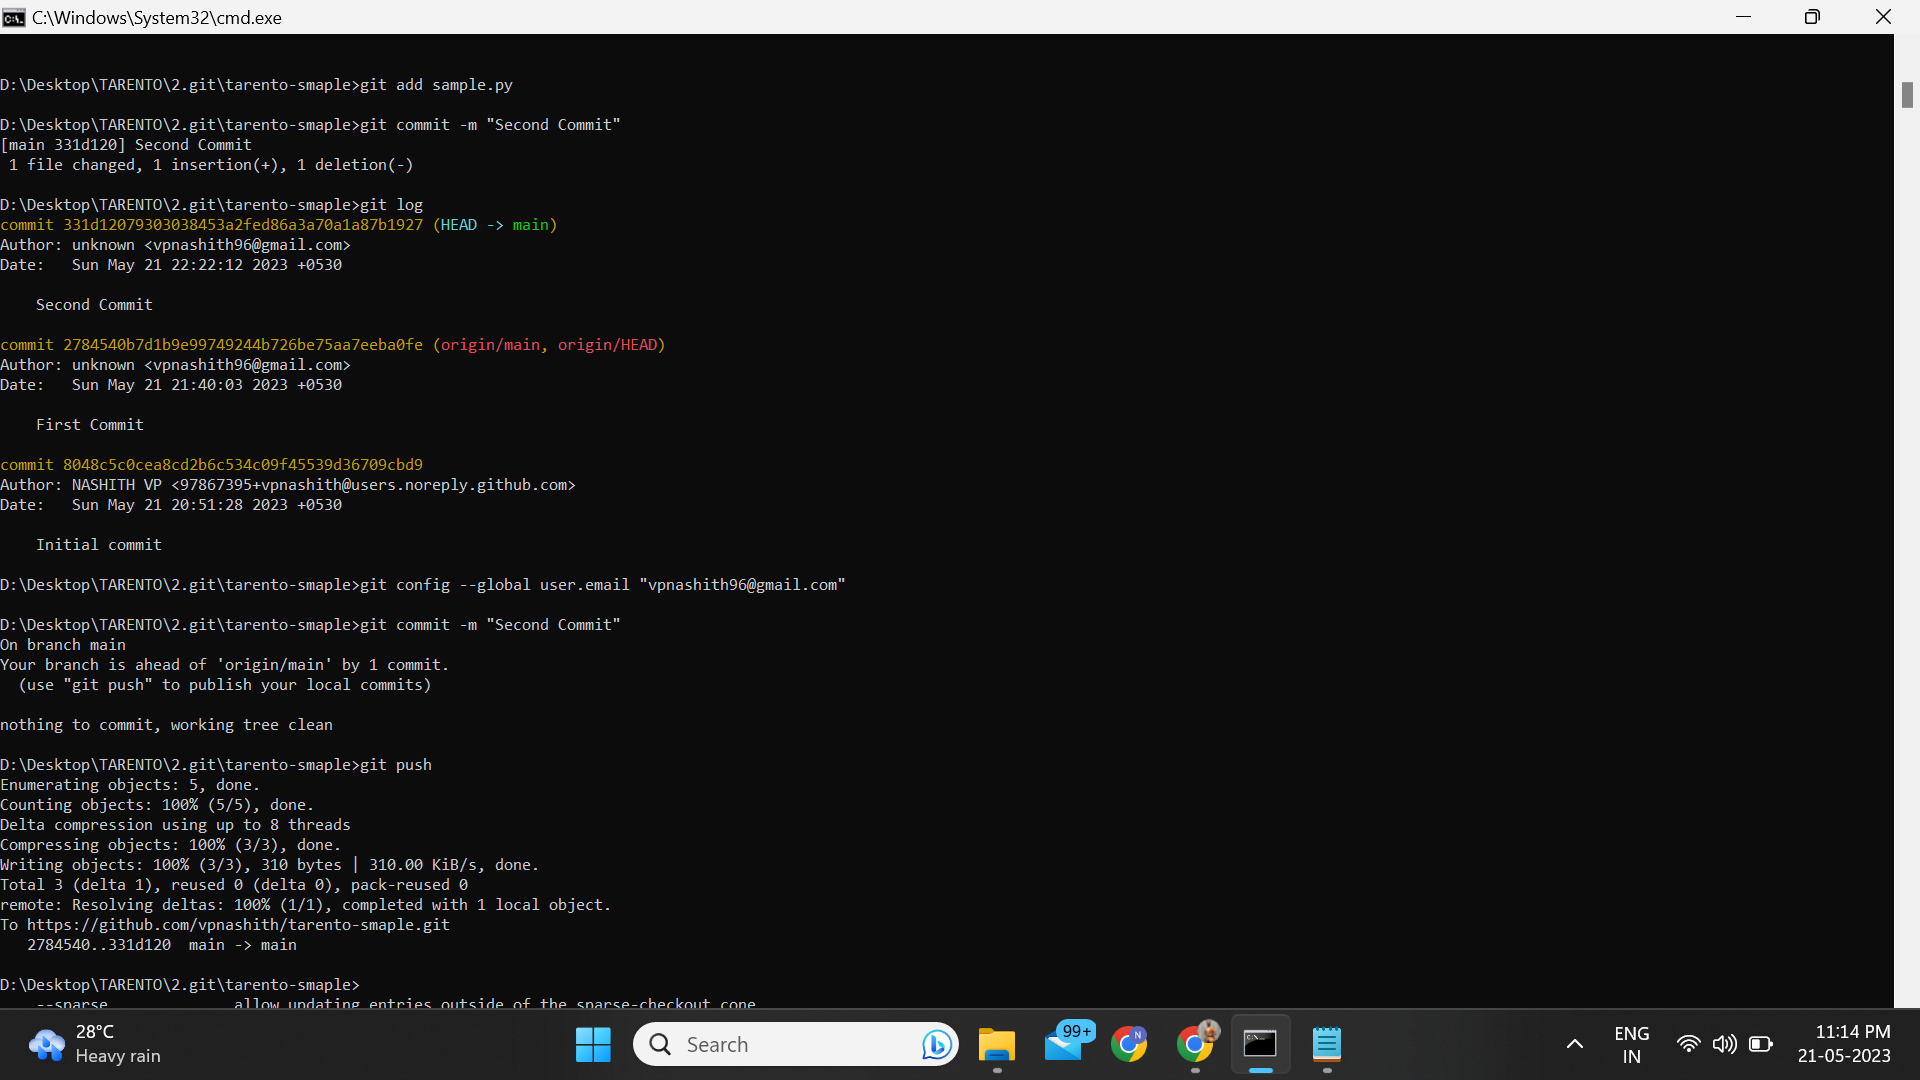 C:\Windows\System32\cmd.exe
D:\Desktop\TARENTO\2.git\tarento-smaple>git add sample.py
D:\Desktop\TARENTO\2.git\tarento-smaple>git commit -m "Second Commit"
[main 331d120] Second Commit
 1 file changed, 1 insertion(+), 1 deletion(-)
D:\Desktop\TARENTO\2.git\tarento-smaple>git log
commit 331d12079303038453a2fed86a3a70a1a87b1927 (HEAD -> main)
Author: unknown <vpnashith96@gmail.com>
Date:   Sun May 21 22:22:12 2023 +0530
    Second Commit
commit 2784540b7d1b9e99749244b726be75aa7eeba0fe (origin/main, origin/HEAD)
Author: unknown <vpnashith96@gmail.com>
Date:   Sun May 21 21:40:03 2023 +0530
    First Commit
commit 8048c5c0cea8cd2b6c534c09f45539d36709cbd9
Author: NASHITH VP <97867395+vpnashith@users.noreply.github.com>
Date:   Sun May 21 20:51:28 2023 +0530
    Initial commit
D:\Desktop\TARENTO\2.git\tarento-smaple>git config --global user.email "vpnashith96@gmail.com"
D:\Desktop\TARENTO\2.git\tarento-smaple>git commit -m "Second Commit"
On branch main
Your branch is ahead of 'origin/main' by 1 commit.
  (use "git push" to publish your local commits)
nothing to commit, working tree clean
D:\Desktop\TARENTO\2.git\tarento-smaple>git push
Enumerating objects: 5, done.
Counting objects: 100% (5/5), done.
Delta compression using up to 8 threads
Compressing objects: 100% (3/3), done.
Writing objects: 100% (3/3), 310 bytes | 310.00 KiB/s, done.
Total 3 (delta 1), reused 0 (delta 0), pack-reused 0
remote: Resolving deltas: 100% (1/1), completed with 1 local object.
To https://github.com/vpnashith/tarento-smaple.git
   2784540..331d120  main -> main
D:\Desktop\TARENTO\2.git\tarento-smaple>
    --sparse              allow updating entries outside of the sparse-checkout cone
28°C
Heavy rain
Search
99+
N
ENG
IN
11:14 PM
21-05-2023